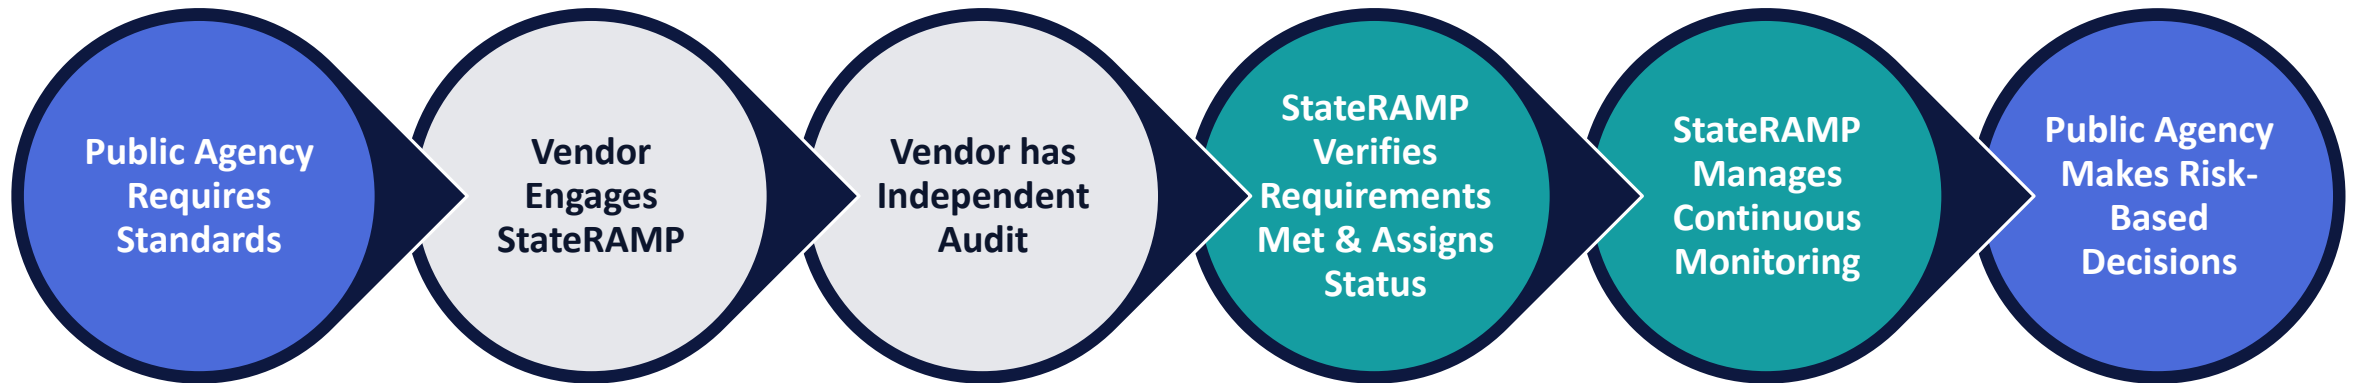 Public Agency
Requires
Standards
Vendor
Engages
StateRAMP
Vendor has
Independent
Audit
StateRAMP
Verifies
Requirements
Met & Assigns
Status
StateRAMP
Manages
Continuous
Monitoring
Public Agency
Makes Risk-
Based
Decisions